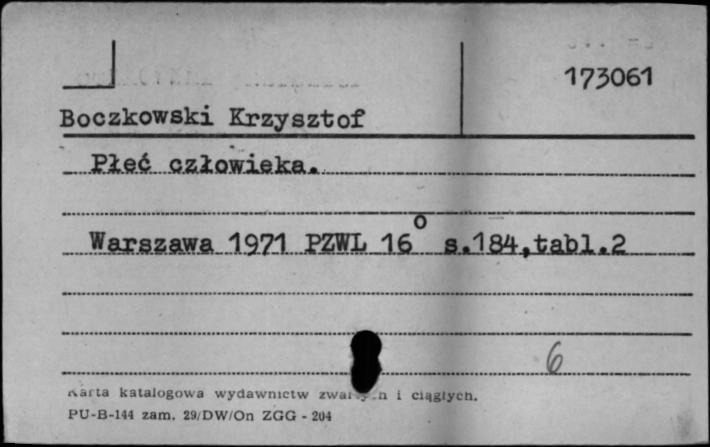 173061
Boczkowski Krzysztof
Płeć człowieka.
Warszawa 1971 PZWL 16° s.184,tabl.2
6
Karta katalogowa wydawnictw i ciągłych.
PU-B-144 zam. 29/DW/On ZGG - 204